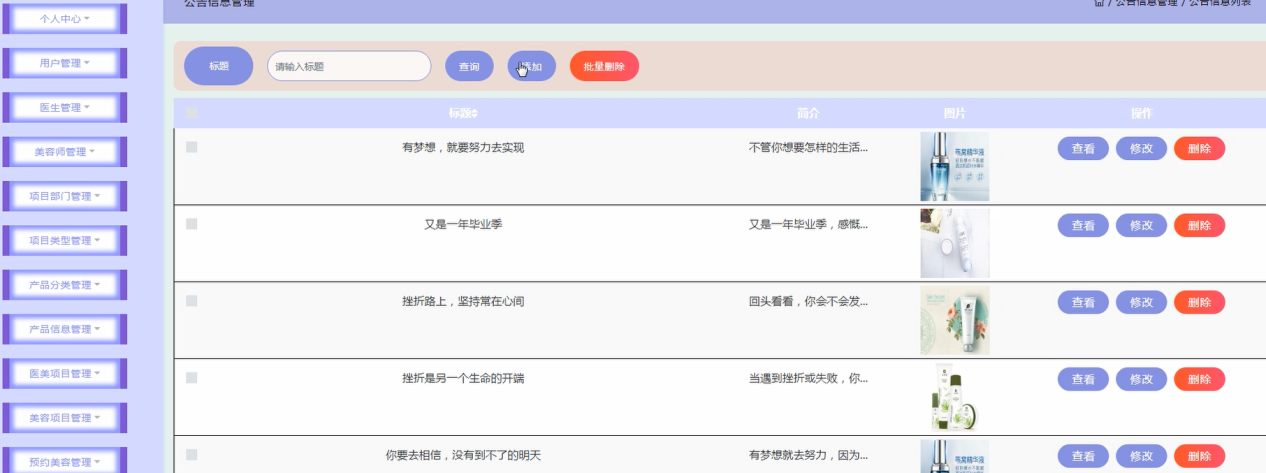 公告信息管理
/ 公告信息管理 / 公告信息列表
个人中心
用户管理
医生管理
美容师管理
项目部门管理
项目类型管理
产品分类管理
产品信息管理
医美项目管理
美容项目管理
预约美容管理
标题 请输入标题 查询 添加 批量删除
标题 简介 图片 操作
有梦想，就要努力去实现 不管你想要怎样的生活... 查看 修改 删除
又是一年毕业季 又是一年毕业季，感慨... 查看 修改 删除
挫折路上，坚持常在心间 回头看看，你会不会发... 查看 修改 删除
挫折是另一个生命的开端 当遇到挫折或失败，你... 查看 修改 删除
你要去相信，没有到不了的明天 有梦想就去努力，因为... 查看 修改 删除